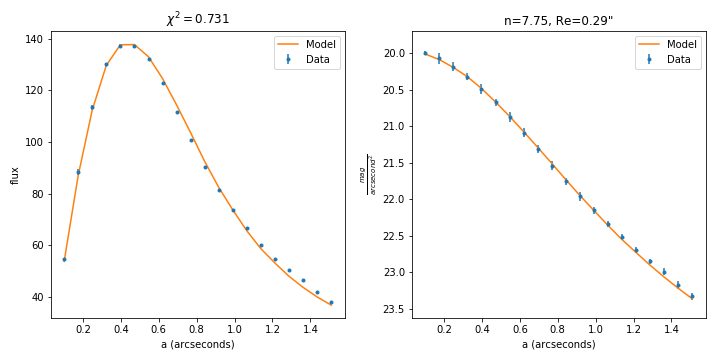 χ² = 0.731
140
120
100
80
60
40
flux
0.2 0.4 0.6 0.8 1.0 1.2 1.4
a (arcseconds)
Model
Data
n=7.75, Re=0.29"
20.0
20.5
21.0
21.5
22.0
22.5
23.0
23.5
mag
arcsecond²
0.2 0.4 0.6 0.8 1.0 1.2 1.4
a (arcseconds)
Model
Data